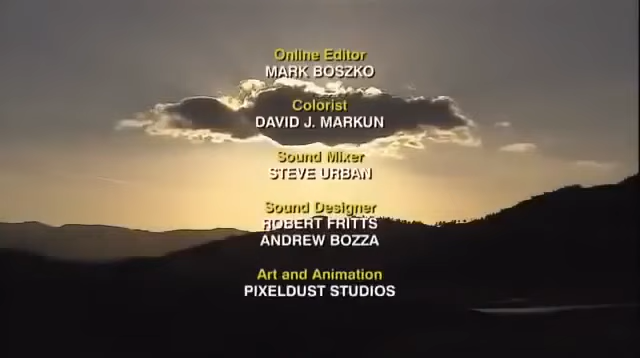 Online Editor
MARK BOSZKO
Colorist
DAVID J. MARKUN
Sound Mixer
STEVE URBAN
Sound Designer
ROBERT FRITTS
ANDREW BOZZA
Art and Animation
PIXELDUST STUDIOS